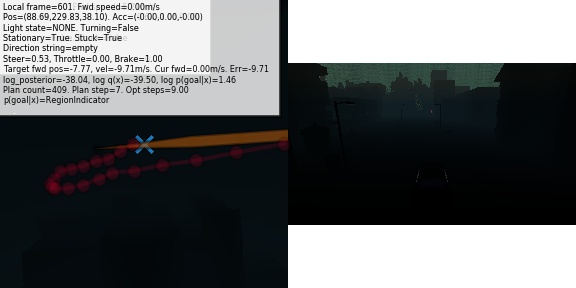 Local frame=601. Fwd speed=0.00m/s
Pos=(88.69,229.83,38.10). Acc=(-0.00,0.00,-0.00)
Light state=NONE. Turning=False
Stationary=True. Stuck=True
Direction string=empty
Steer=0.53, Throttle=0.00, Brake=1.00
Target fwd pos=-7.77, vel=-9.71m/s. Cur fwd=0.00m/s. Err=-9.71
log_posterior=-38.04, log q(x)=-39.50, log p(goal|x)=1.46
Plan count=409. Plan step=7. Opt steps=9.00
p(goal|x)=RegionIndicator